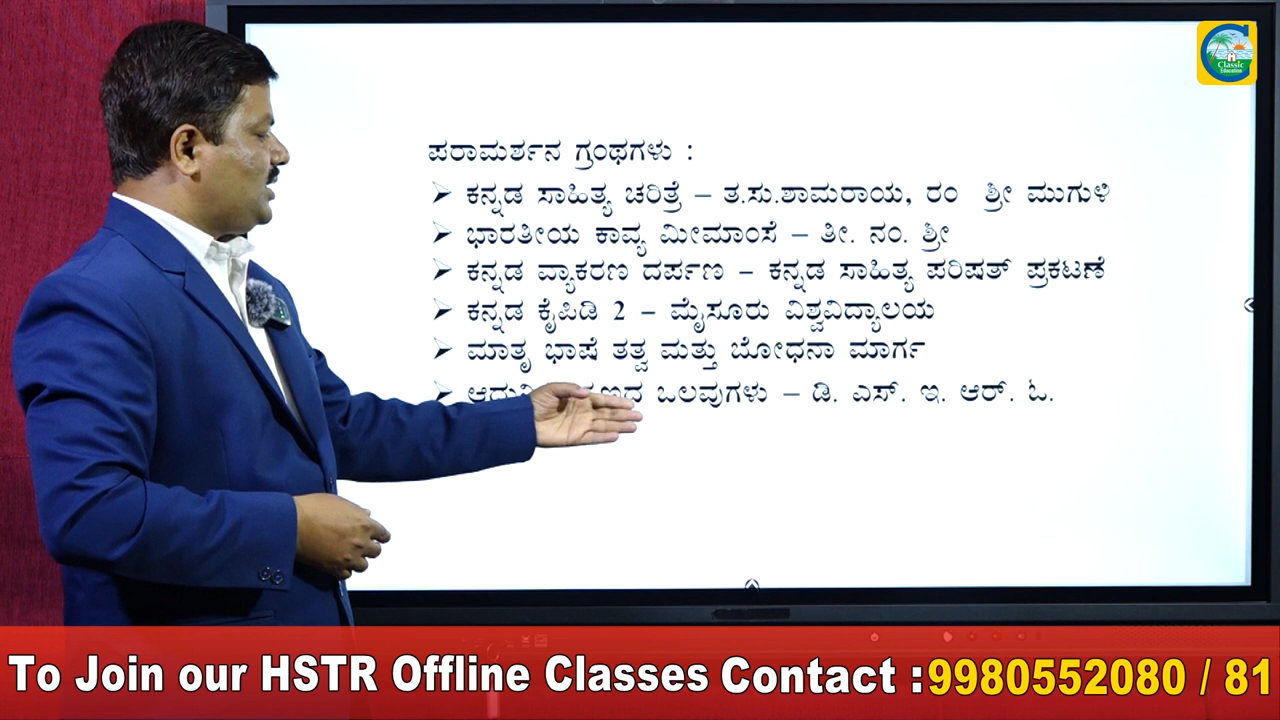 Classic
Education
ಪರಾಮರ್ಶನ ಗ್ರಂಥಗಳು :
➢ ಕನ್ನಡ ಸಾಹಿತ್ಯ ಚರಿತ್ರೆ – ತ.ಸು.ಶಾಮರಾಯ, ರಂ ಶ್ರೀ ಮುಗುಳಿ
➢ ಭಾರತೀಯ ಕಾವ್ಯ ಮೀಮಾಂಸೆ – ತೀ. ನಂ. ಶ್ರೀ
➢ ಕನ್ನಡ ವ್ಯಾಕರಣ ದರ್ಪಣ – ಕನ್ನಡ ಸಾಹಿತ್ಯ ಪರಿಷತ್ ಪ್ರಕಟಣೆ
➢ ಕನ್ನಡ ಕೈಪಿಡಿ 2 – ಮೈಸೂರು ವಿಶ್ವವಿದ್ಯಾಲಯ
➢ ಮಾತೃ ಭಾಷೆ ತತ್ವ ಮತ್ತು ಬೋಧನಾ ಮಾರ್ಗ
➢ ಒಲವುಗಳು – ಡಿ. ಎಸ್. ಇ. ಆರ್. ಓ.
To Join our HSTR Offline Classes Contact :9980552080 / 81